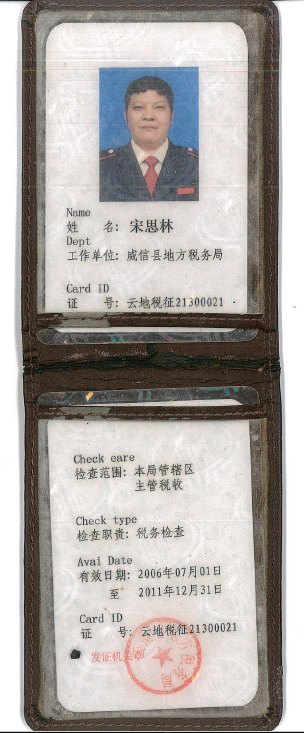 Name
姓 名: 宋思林
Dept
工作单位: 威信县地方税务局
Card ID
证 号: 云地税征21300021
Check eare
检查范围: 本局管辖区
主管税收
Check type
检查职责: 税务检查
Avai Date
有效日期: 2006年07月01日
至 2011年12月31日
Card ID
证 号: 云地税征21300021
发证机关